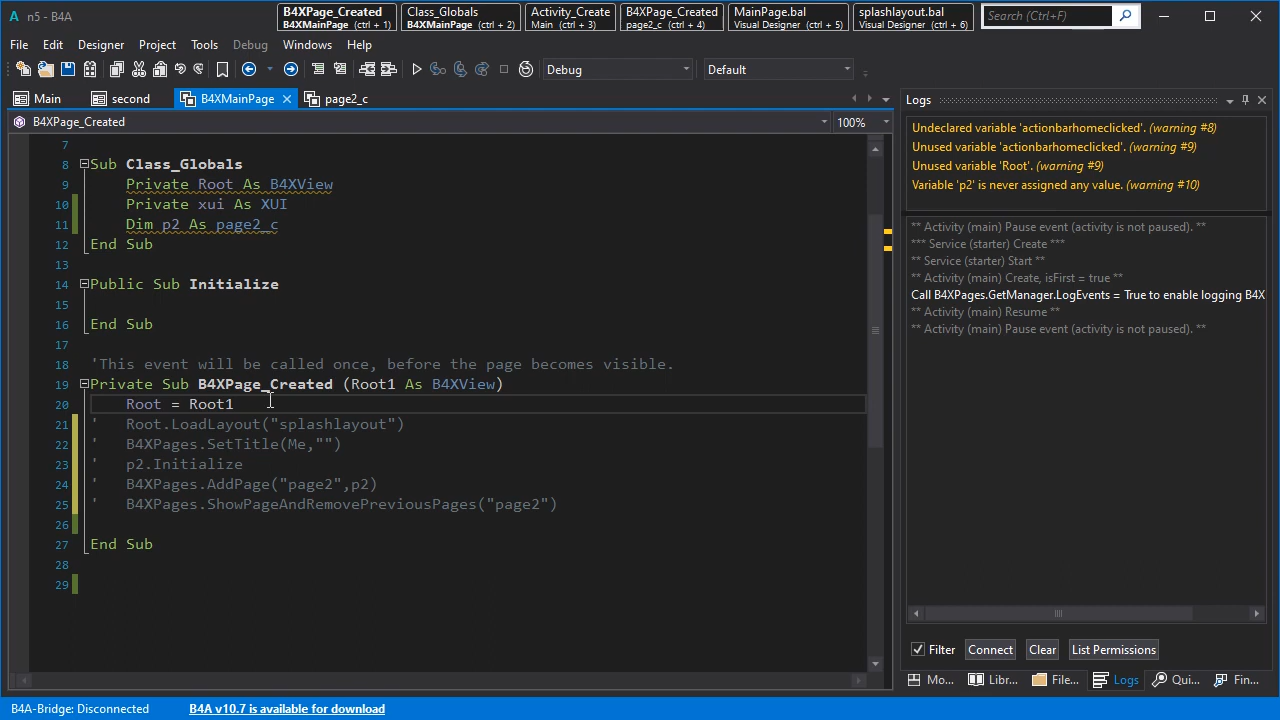 n5 - B4A
B4XPage_Created
B4XMainPage (ctrl + 1)
Class_Globals
B4XMainPage (ctrl + 2)
Activity_Create
Main (ctrl + 3)
B4XPage_Created
page2_c (ctrl + 4)
MainPage.bal
Visual Designer (ctrl + 5)
splashlayout.bal
Visual Designer (ctrl + 6)
Search (Ctrl+F)
File Edit Designer Project Tools Debug Windows Help
Debug Default
Main second B4XMainPage page2_c
B4XPage_Created 100%
7
8 Sub Class_Globals
9 Private Root As B4XView
10 Private xui As XUI
11 Dim p2 As page2_c
12 End Sub
13
14 Public Sub Initialize
15
16 End Sub
17
18 'This event will be called once, before the page becomes visible.
19 Private Sub B4XPage_Created (Root1 As B4XView)
20 Root = Root1
21 ' Root.LoadLayout("splashlayout")
22 ' B4XPages.SetTitle(Me,"")
23 ' p2.Initialize
24 ' B4XPages.AddPage("page2",p2)
25 ' B4XPages.ShowPageAndRemovePreviousPages("page2")
26
27 End Sub
28
29
Logs
Undeclared variable 'actionbarhomeclicked'. (warning #8)
Unused variable 'actionbarhomeclicked'. (warning #9)
Unused variable 'Root'. (warning #9)
Variable 'p2' is never assigned any value. (warning #10)
** Activity (main) Pause event (activity is not paused). **
*** Service (starter) Create ***
** Service (starter) Start **
** Activity (main) Create, isFirst = true **
Call B4XPages.GetManager.LogEvents = True to enable logging B4X
** Activity (main) Resume **
** Activity (main) Pause event (activity is not paused). **
Filter Connect Clear List Permissions
Mo... Libr... File... Logs Qui... Fin...
B4A-Bridge: Disconnected B4A v10.7 is available for download